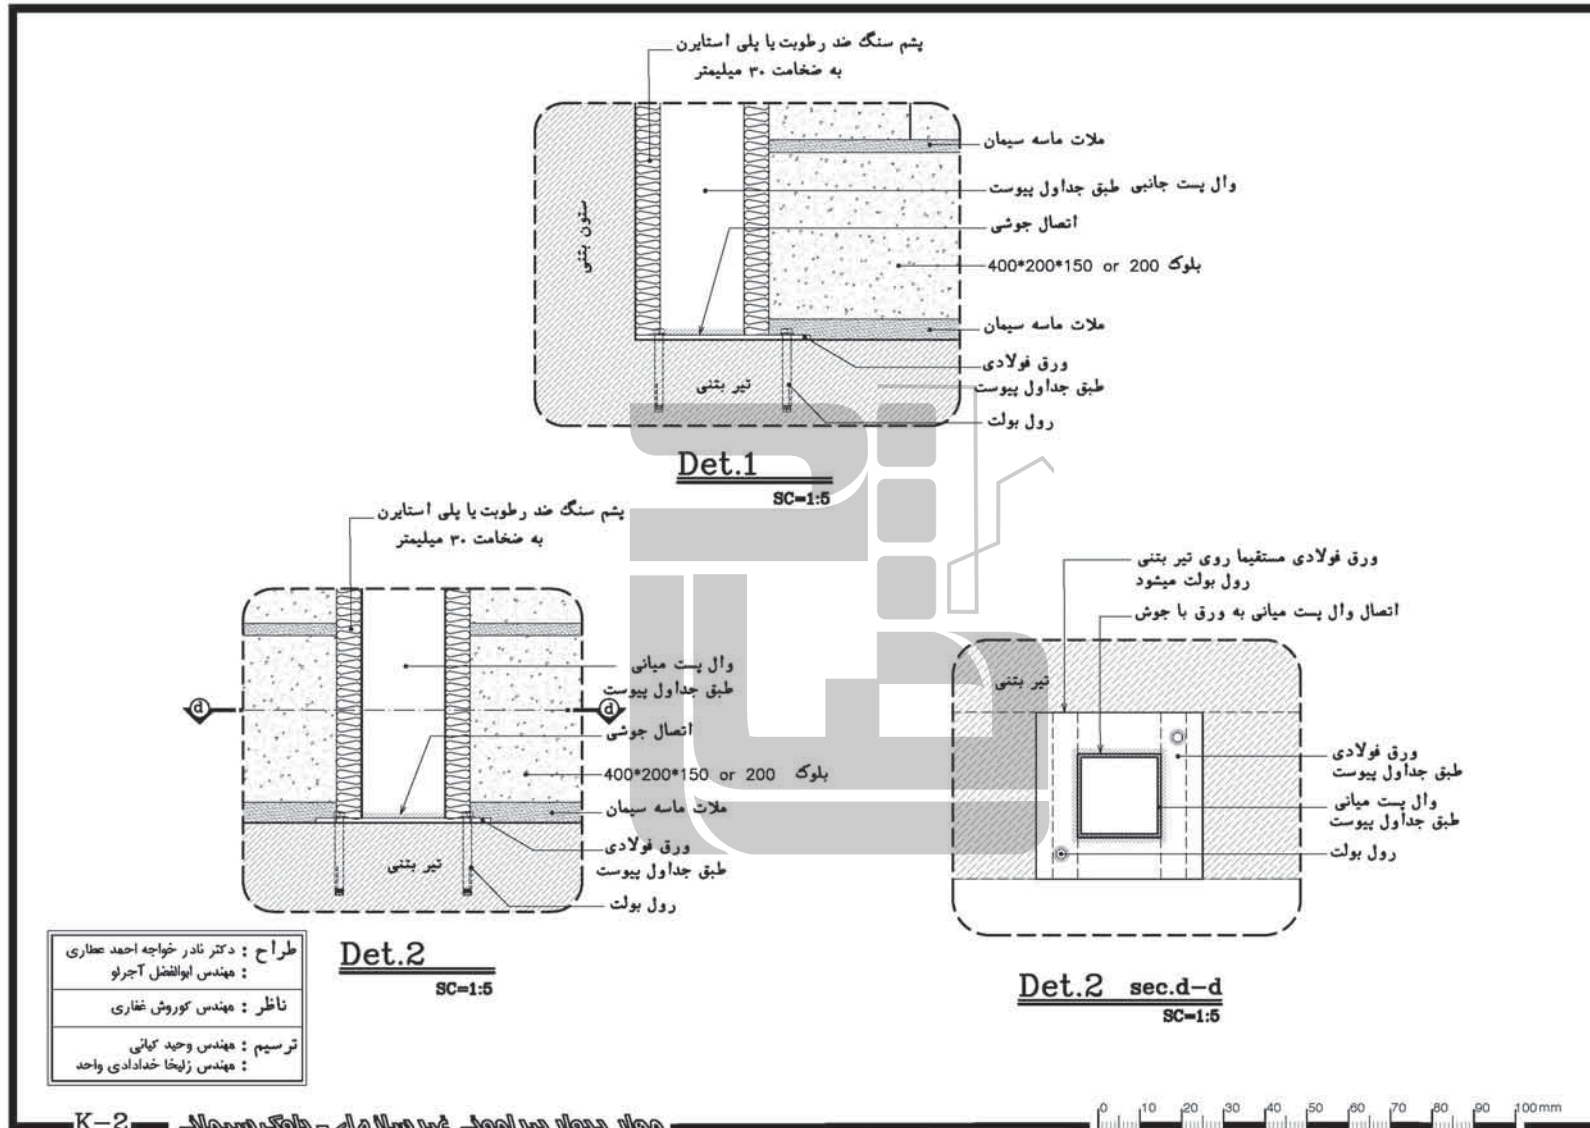 پشم سنگ ضد رطوبت یا پلی استایرن
به ضخامت ۳۰ میلیمتر
ملات ماسه سیمان
وال پست جانبی طبق جداول پیوست
اتصال جوشی
بلوک 400*200*150 or 200
ملات ماسه سیمان
ورق فولادی
طبق جداول پیوست
رول بولت
ستون بتنی
تیر بتنی
Det.1
SC=1:5
پشم سنگ ضد رطوبت یا پلی استایرن
به ضخامت ۳۰ میلیمتر
وال پست میانی
طبق جداول پیوست
d
d
اتصال جوشی
بلوک 400*200*150 or 200
ملات ماسه سیمان
ورق فولادی
طبق جداول پیوست
رول بولت
تیر بتنی
Det.2
SC=1:5
ورق فولادی مستقیما روی تیر بتنی
رول بولت میشود
اتصال وال پست میانی به ورق با جوش
تیر بتنی
ورق فولادی
طبق جداول پیوست
وال پست میانی
طبق جداول پیوست
رول بولت
Det.2 sec.d-d
SC=1:5
طراح : دکتر نادر خواجه احمد عطاری
: مهندس ابوالفضل آجرلو
ناظر : مهندس کوروش غفاری
ترسیم : مهندس وحید کیانی
: مهندس زلیخا خدادادی واحد
K-2
مهار دیوار پیرامونی غیر سازه ای - بلوک سیمانی
0 10 20 30 40 50 60 70 80 90 100mm